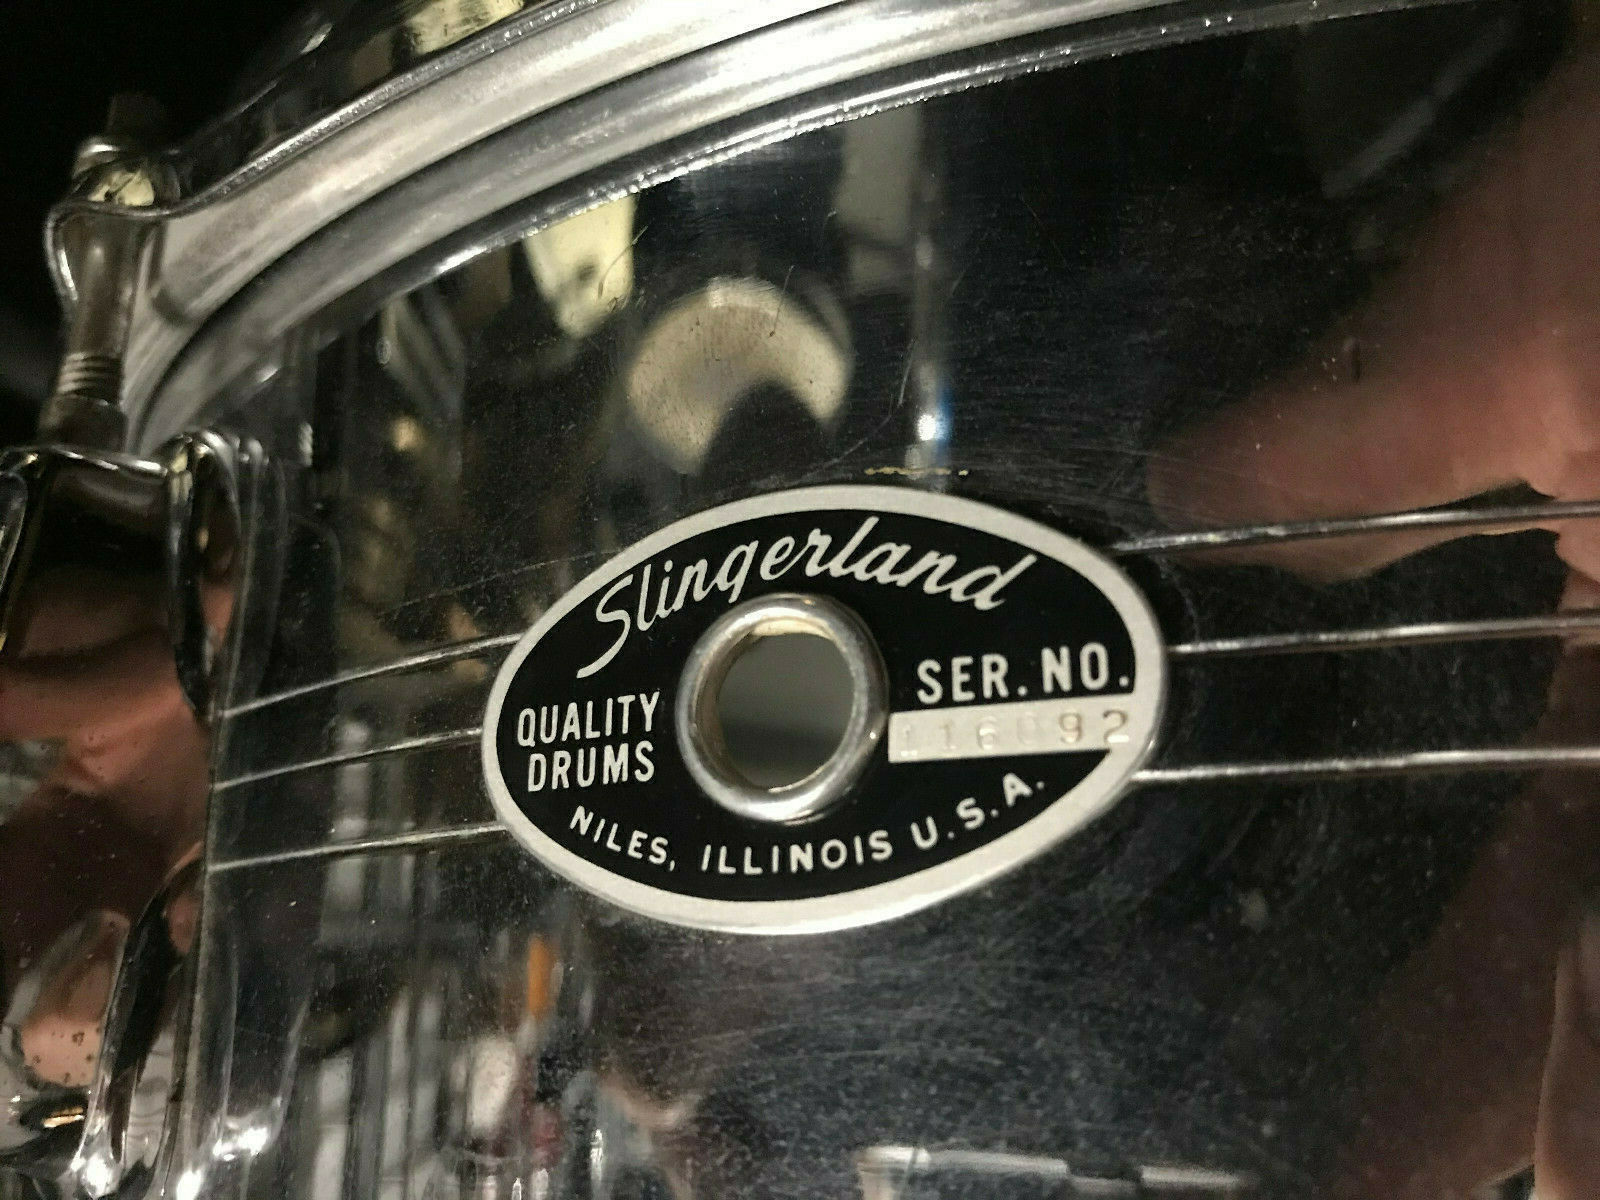 Slingerland
QUALITY
DRUMS
SER. NO.
116092
NILES, ILLINOIS U.S.A.